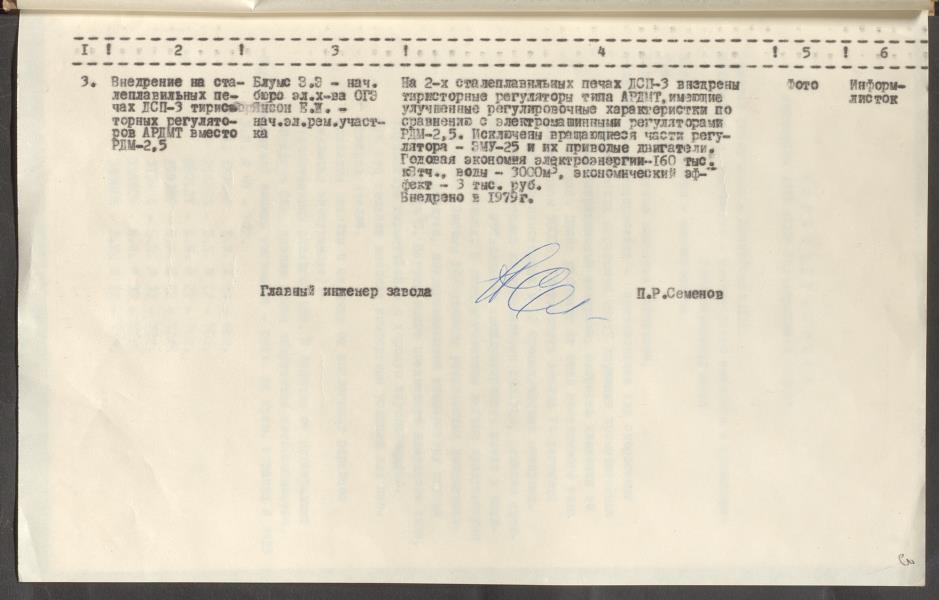 I ! 2 ! 3 ! 4 ! 5 ! 6
3. Внедрение на ста- Блумс Э.Э - нач. На 2-х сталеплавильных печах ДСП-3 внедрены Фото Информ-
леплавильных пе- бюро эл.х-ва ОГЭ тиристорные регуляторы типа АРДМТ, имеющие листок
чах ДСП-3 тирис- Янсон Е.И. - улучшенные регулировочные характеристики по
торных регулято- нач.эл.рем.участ- сравнению с электромашинными регуляторами
ров АРДМТ вместо ка РДМ-2,5. Исключены вращающиеся части регу-
РДМ-2,5 лятора - ЭМУ-25 и их приводые двигатели.
Годовая экономия электроэнергии-160 тыс.
квтч., воды - 3000м³, экономический эф-
фект - 3 тыс. руб.
Внедрено в 1979г.
Главный инженер завода П.Р.Семенов